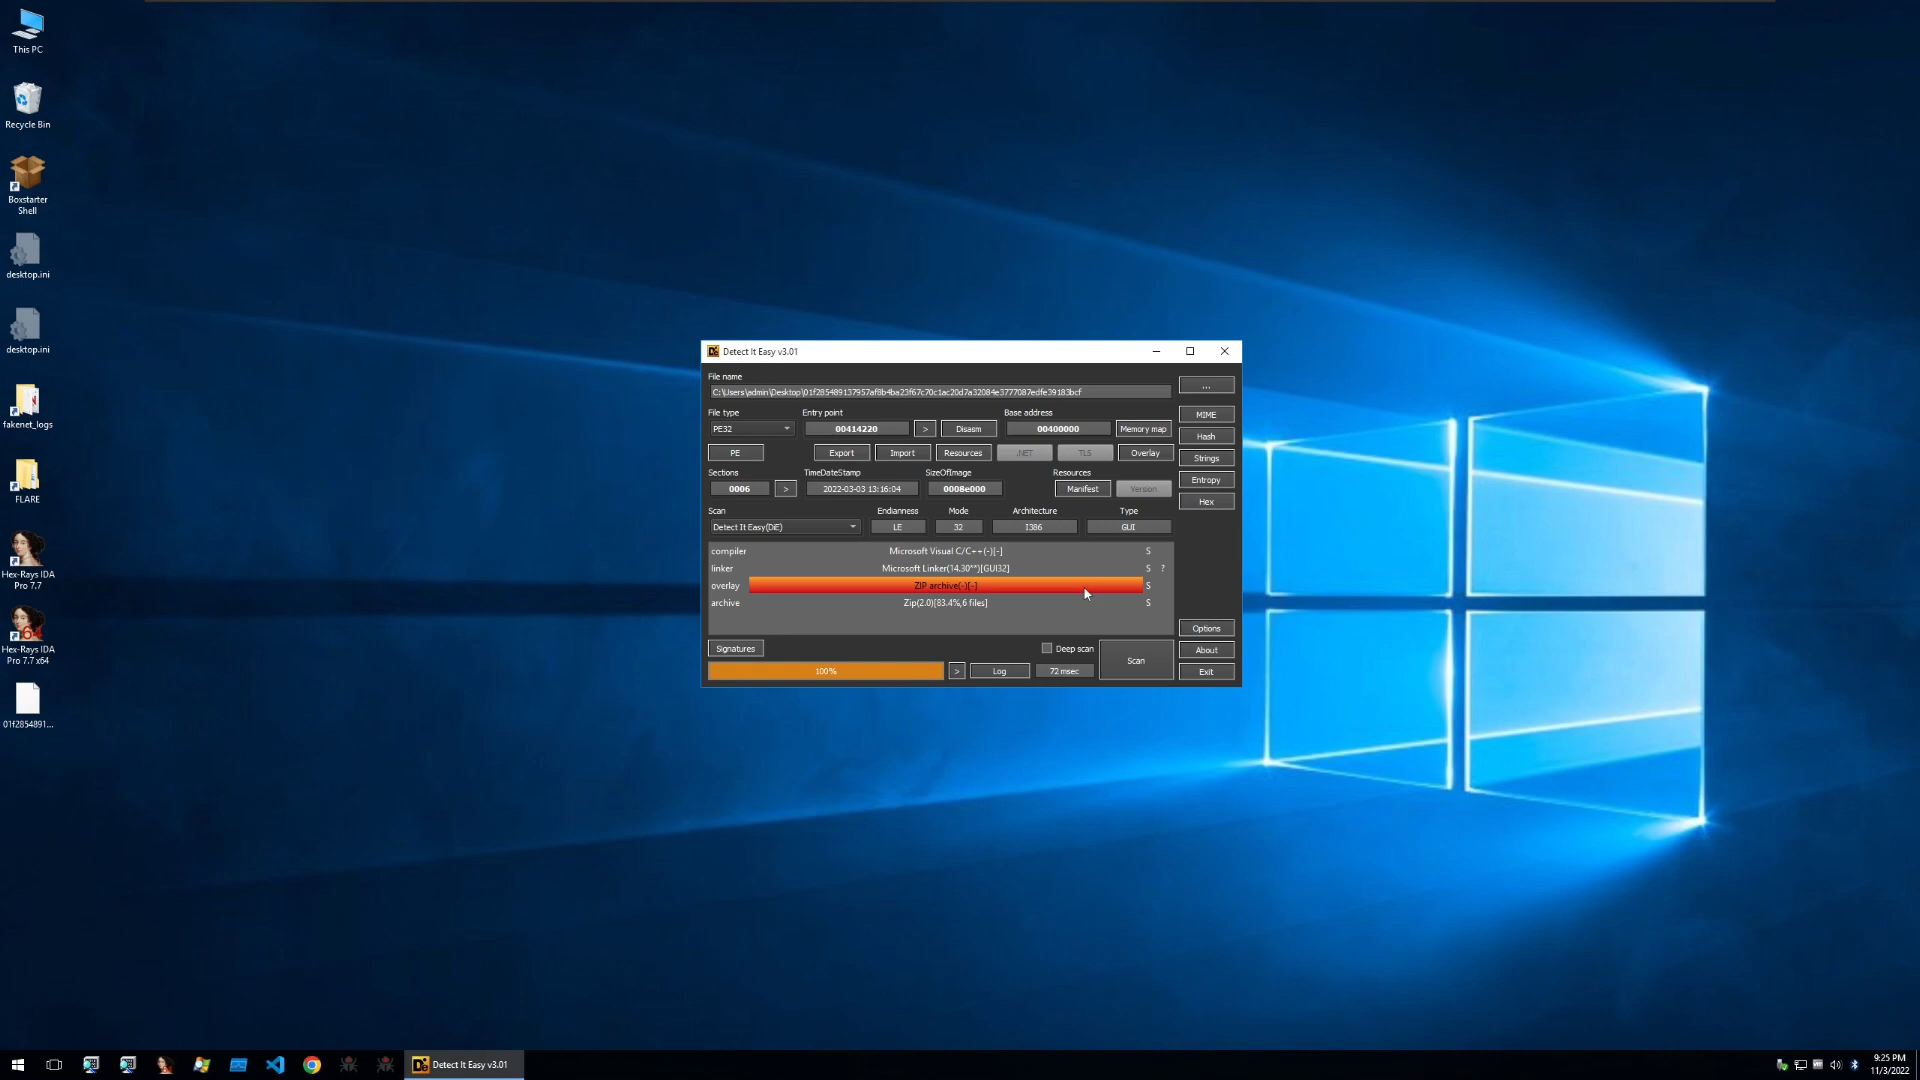 This PC
Recycle Bin
Boxstarter
Shell
desktop.ini
desktop.ini
fakenet_logs
FLARE
Hex-Rays IDA
Pro 7.7
64
Hex-Rays IDA
Pro 7.7 x64
01f2854891...
Detect It Easy v3.01
File name
C:\Users\admin\Desktop\01f285489137957af8b4ba23f67c70c1ac20d7a32084e3777087edfe39183bcf
...
File type
Entry point
Base address
MIME
PE32
00414220
>
Disasm
00400000
Memory map
Hash
PE
Export
Import
Resources
.NET
TLS
Overlay
Strings
Sections
TimeDateStamp
SizeOfImage
Resources
Entropy
0006
>
2022-03-03 13:16:04
0008e000
Manifest
Version
Hex
Scan
Endianness
Mode
Architecture
Type
Detect It Easy(DiE)
LE
32
I386
GUI
compiler
Microsoft Visual C/C++(-)[-]
S
linker
Microsoft Linker(14.30**)[GUI32]
S ?
overlay
ZIP archive(-)[-]
S
archive
Zip(2.0)[83.4%,6 files]
S
Options
Signatures
Deep scan
Scan
About
100%
>
Log
72 msec
Exit
Detect It Easy v3.01
9:25 PM
11/3/2022